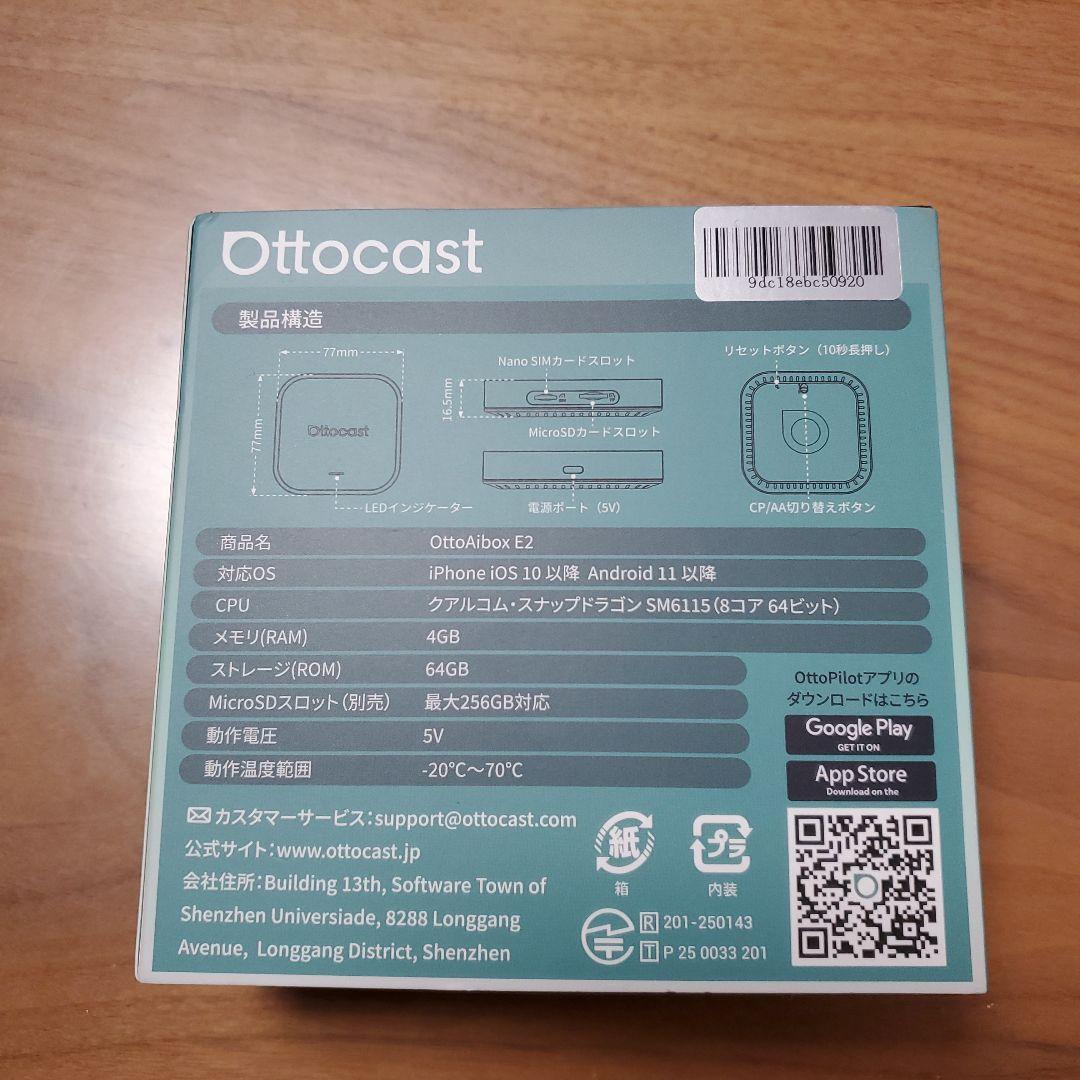 Ottocast
9dc18ebc50920
製品構造
77mm
77mm
Ottocast
LEDインジケーター
16.5mm
Nano SIMカードスロット
MicroSDカードスロット
電源ポート（5V）
リセットボタン（10秒長押し）
CP/AA切り替えボタン
商品名 OttoAibox E2
対応OS iPhone iOS 10 以降 Android 11 以降
CPU クアルコム・スナップドラゴン SM6115（8コア 64ビット）
メモリ(RAM) 4GB
ストレージ(ROM) 64GB
MicroSDスロット（別売） 最大256GB対応
動作電圧 5V
動作温度範囲 -20℃～70℃
OttoPilotアプリの
ダウンロードはこちら
Google Play
GET IT ON
App Store
Download on the
カスタマーサービス：support@ottocast.com
公式サイト：www.ottocast.jp
会社住所：Building 13th, Software Town of
Shenzhen Universiade, 8288 Longgang
Avenue, Longgang District, Shenzhen
紙
箱
プラ
内装
R 201-250143
T P 25 0033 201